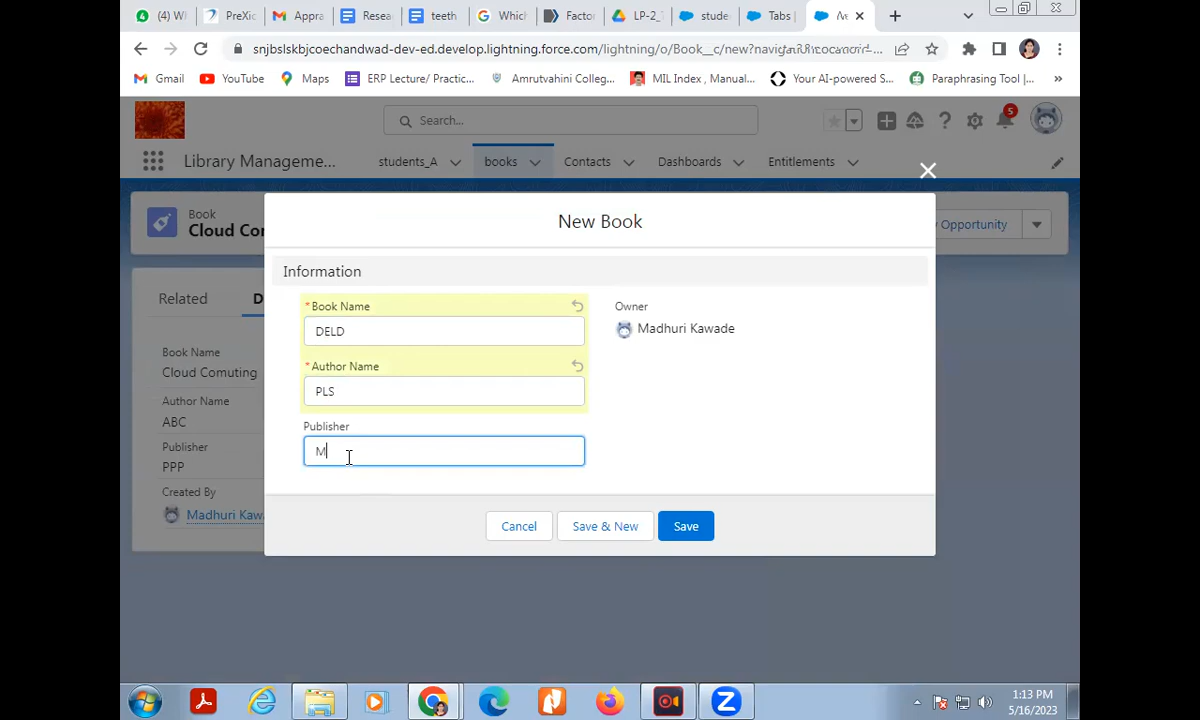 (4) W
PreXi
Appra
Resea
teeth
Which
Factor
LP-2_
stude
Tabs
snjbslskbjcoechandwad-dev-ed.develop.lightning.force.com/lightning/o/Book__c/new?
Gmail
YouTube
Maps
ERP Lecture/ Practic...
Amrutvahini Colleg...
MIL Index , Manual...
Your AI-powered S...
Paraphrasing Tool |...
»
Search...
5
Library Manageme...
students_A
books
Contacts
Dashboards
Entitlements
Book
Cloud Co
Opportunity
Related
D
Book Name
Cloud Comuting
Author Name
ABC
Publisher
PPP
Created By
Madhuri Kaw
New Book
Information
*Book Name
DELD
*Author Name
PLS
Publisher
M
Owner
Madhuri Kawade
Cancel
Save & New
Save
1:13 PM
5/16/2023